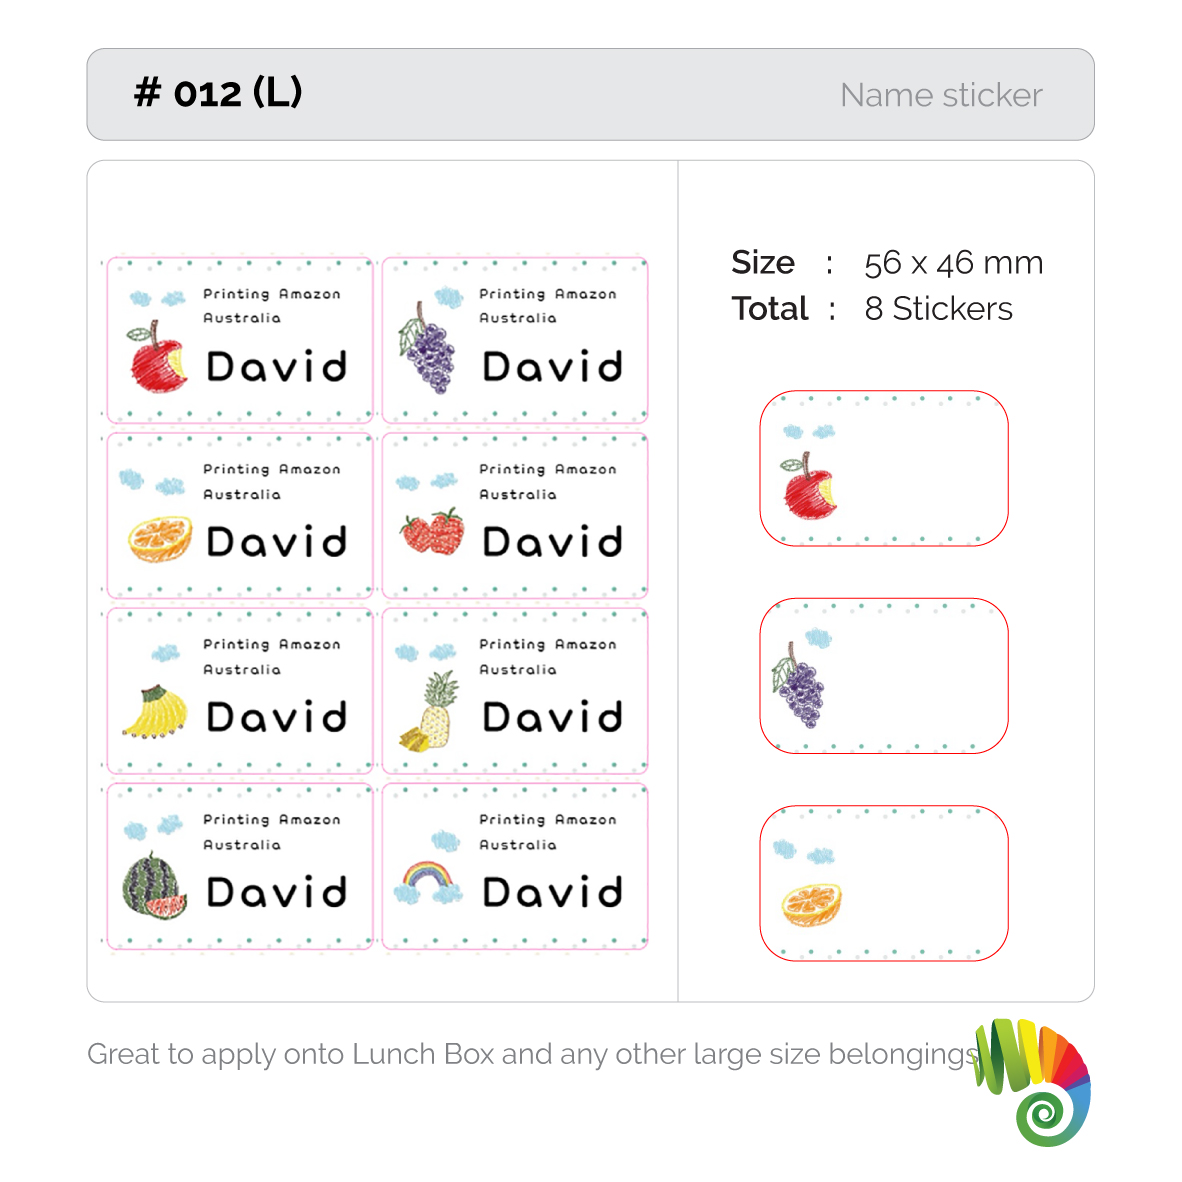 # 012 (L)
Name sticker
Printing Amazon
Australia
David
Printing Amazon
Australia
David
Printing Amazon
Australia
David
Printing Amazon
Australia
David
Printing Amazon
Australia
David
Printing Amazon
Australia
David
Printing Amazon
Australia
David
Printing Amazon
Australia
David
Size : 56 x 46 mm
Total : 8 Stickers
Great to apply onto Lunch Box and any other large size belongings